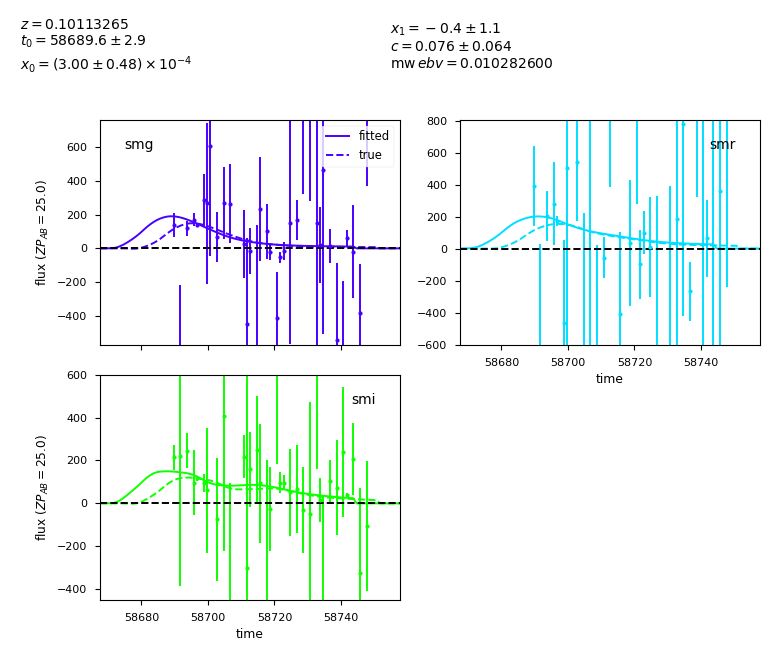 z = 0.10113265
t₀ = 58689.6 ± 2.9
x₀ = (3.00 ± 0.48) × 10⁻⁴
x₁ = −0.4 ± 1.1
c = 0.076 ± 0.064
mw ebv = 0.010282600
smg
fitted
true
600
400
200
0
−200
−400
flux (ZP_AB = 25.0)
smr
800
600
400
200
0
−200
−400
−600
58680 58700 58720 58740
time
smi
600
400
200
0
−200
−400
flux (ZP_AB = 25.0)
58680 58700 58720 58740
time